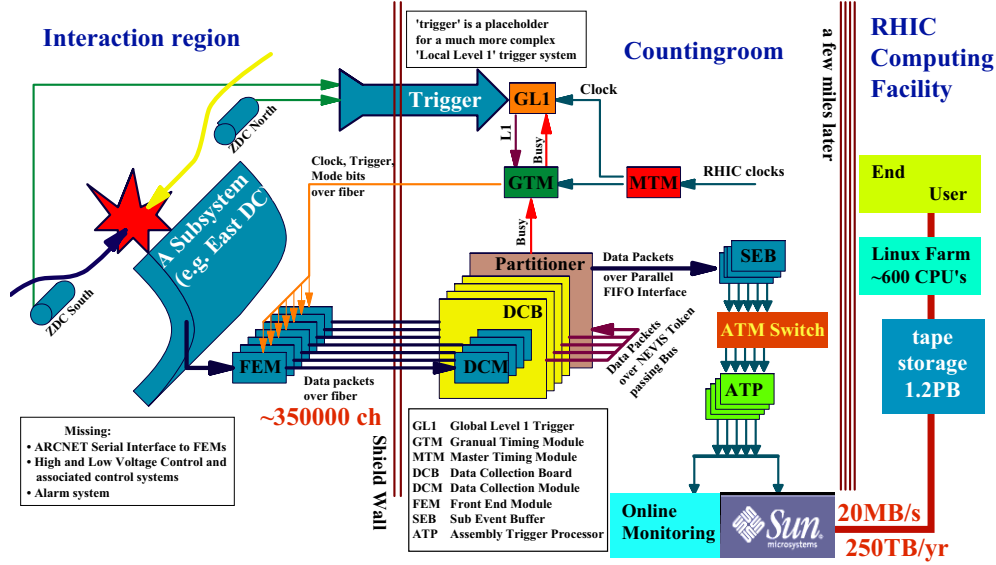 Interaction region
'trigger' is a placeholder
for a much more complex
'Local Level 1' trigger system
Countingroom
a few miles later
RHIC
Computing
Facility
Trigger
GL1
Clock
ZDC North
L1
Busy
Clock, Trigger,
Mode bits
over fiber
GTM
MTM
RHIC clocks
End
User
A Subsystem
(e.g. East DC)
Busy
Partitioner
Data Packets
over Parallel
FIFO Interface
SEB
Linux Farm
~600 CPU's
ZDC South
DCB
ATM Switch
tape
storage
1.2PB
FEM
DCM
Data Packets
over NEVIS Token
passing Bus
ATP
Data packets
over fiber
~350000 ch
Missing:
• ARCNET Serial Interface to FEMs
• High and Low Voltage Control and
associated control systems
• Alarm system
Shield Wall
GL1 Global Level 1 Trigger
GTM Granual Timing Module
MTM Master Timing Module
DCB Data Collection Board
DCM Data Collection Module
FEM Front End Module
SEB Sub Event Buffer
ATP Assembly Trigger Processor
Online
Monitoring
Sun
microsystems
20MB/s
250TB/yr